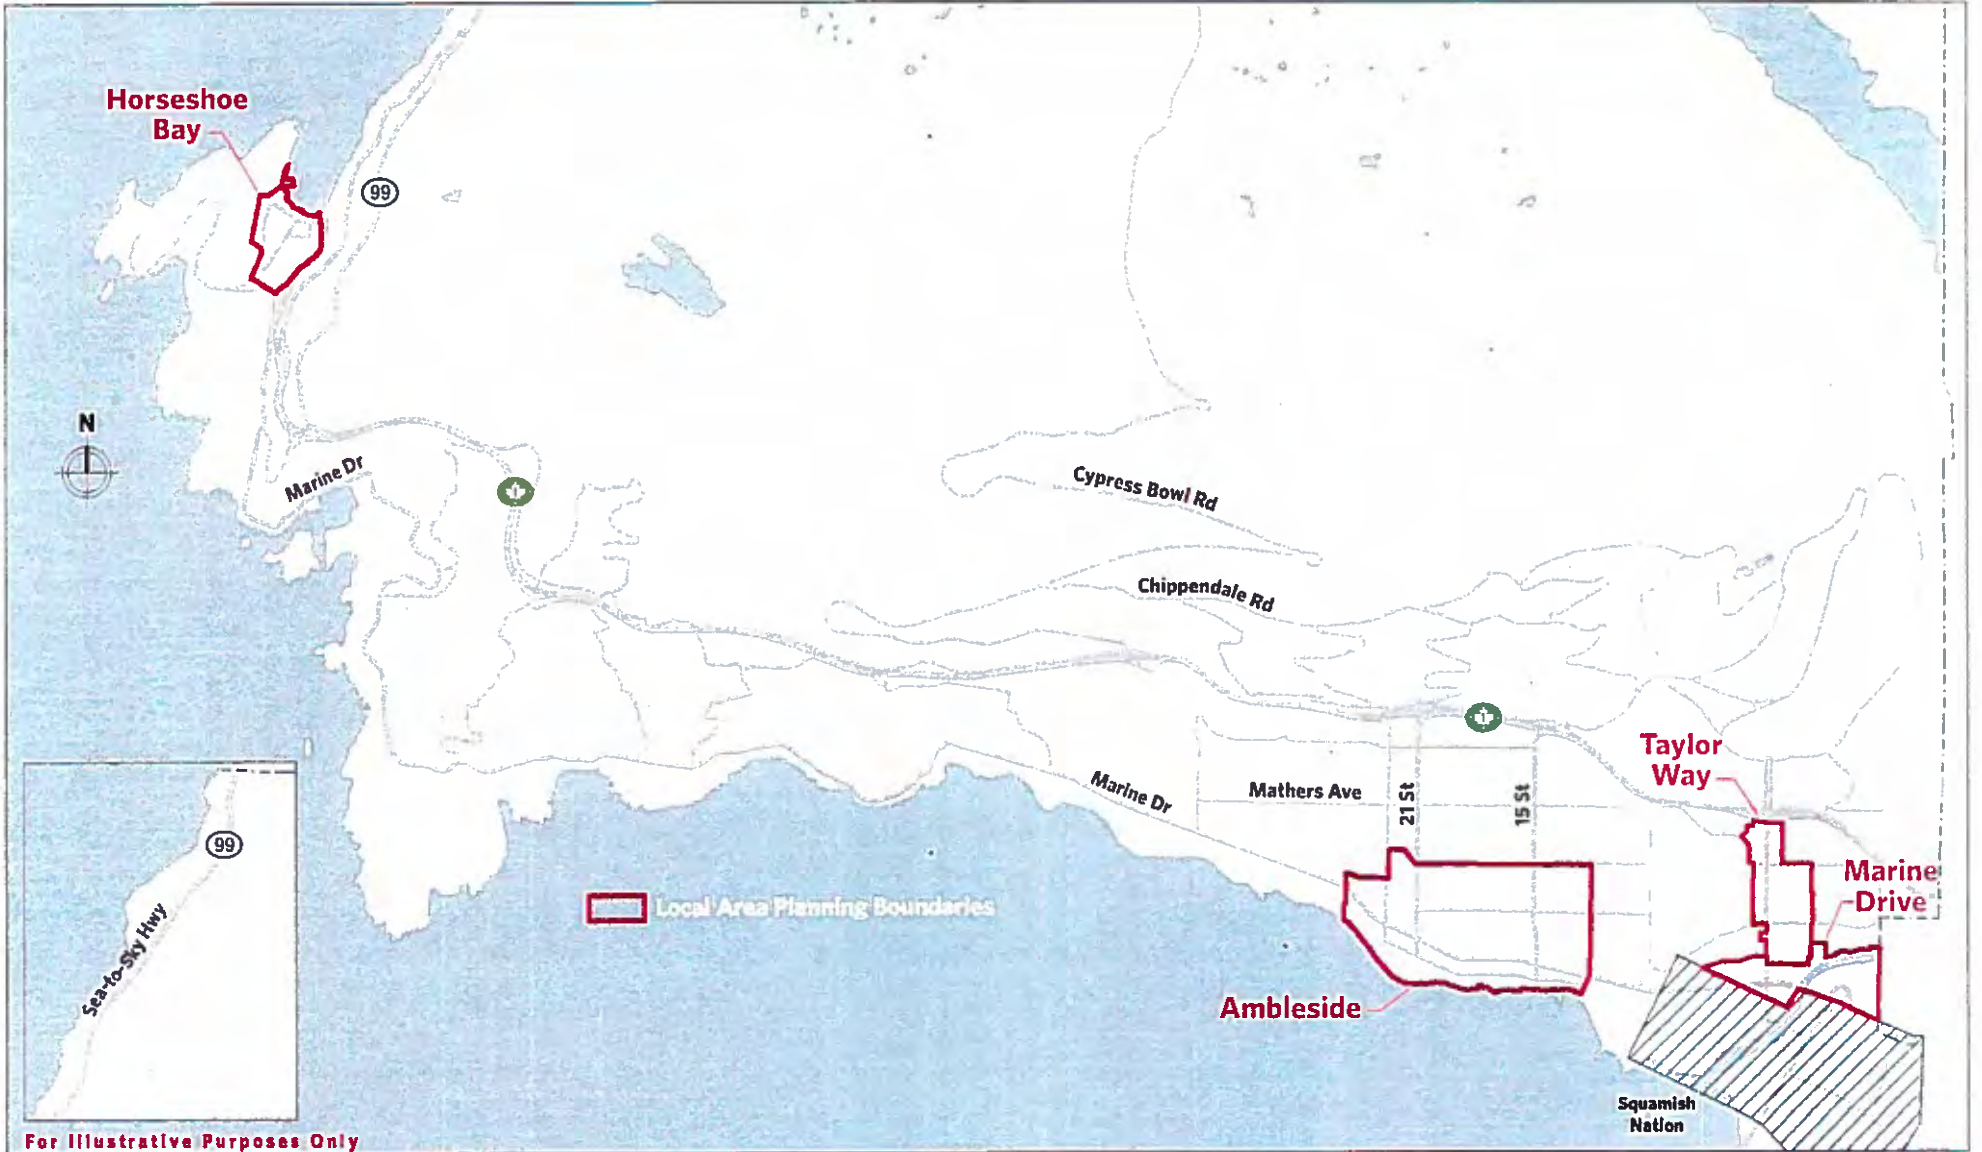 Horseshoe
Bay
99
N
Marine Dr
1
Cypress Bowl Rd
Chippendale Rd
1
Taylor
Way
Marine Dr
Mathers Ave
21 St
15 St
Marine
Drive
99
Sea-to-Sky Hwy
Local Area Planning Boundaries
Ambleside
Squamish
Nation
For Illustrative Purposes Only